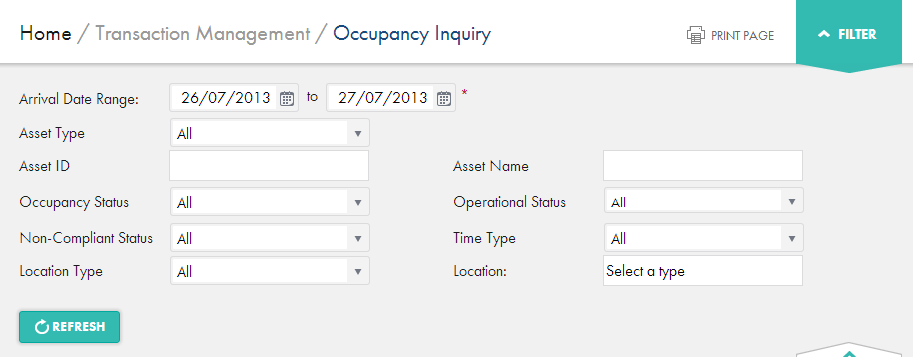 Home / Transaction Management / Occupancy Inquiry
PRINT PAGE
FILTER
Arrival Date Range: 26/07/2013 to 27/07/2013 *
Asset Type All
Asset ID Asset Name
Occupancy Status All Operational Status All
Non-Compliant Status All Time Type All
Location Type All Location: Select a type
REFRESH